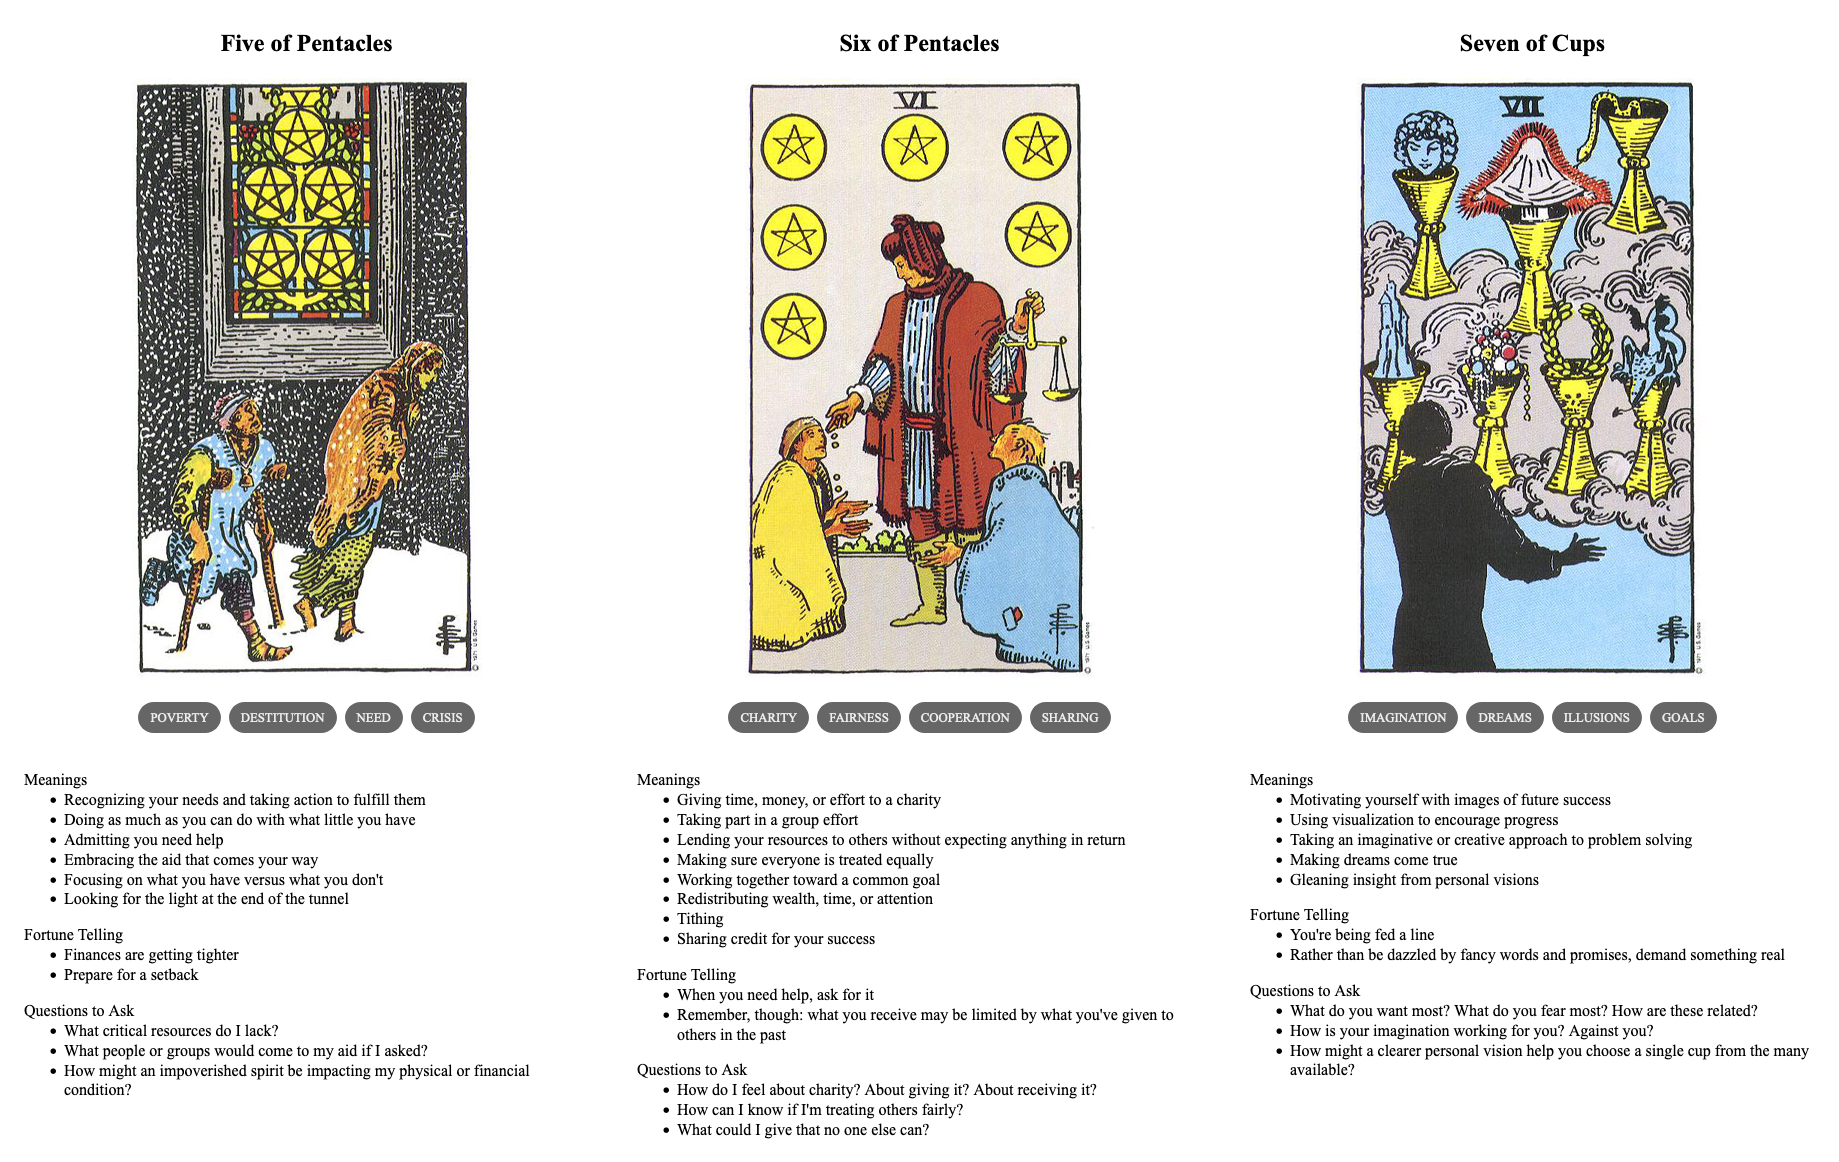 Five of Pentacles
© 1971 U.S. Games
POVERTY
DESTITUTION
NEED
CRISIS
Meanings
Recognizing your needs and taking action to fulfill them
Doing as much as you can do with what little you have
Admitting you need help
Embracing the aid that comes your way
Focusing on what you have versus what you don't
Looking for the light at the end of the tunnel
Fortune Telling
Finances are getting tighter
Prepare for a setback
Questions to Ask
What critical resources do I lack?
What people or groups would come to my aid if I asked?
How might an impoverished spirit be impacting my physical or financial
condition?
Six of Pentacles
VI
© 1971 U.S. Games
CHARITY
FAIRNESS
COOPERATION
SHARING
Meanings
Giving time, money, or effort to a charity
Taking part in a group effort
Lending your resources to others without expecting anything in return
Making sure everyone is treated equally
Working together toward a common goal
Redistributing wealth, time, or attention
Tithing
Sharing credit for your success
Fortune Telling
When you need help, ask for it
Remember, though: what you receive may be limited by what you've given to
others in the past
Questions to Ask
How do I feel about charity? About giving it? About receiving it?
How can I know if I'm treating others fairly?
What could I give that no one else can?
Seven of Cups
VII
© 1971 U.S. Games
IMAGINATION
DREAMS
ILLUSIONS
GOALS
Meanings
Motivating yourself with images of future success
Using visualization to encourage progress
Taking an imaginative or creative approach to problem solving
Making dreams come true
Gleaning insight from personal visions
Fortune Telling
You're being fed a line
Rather than be dazzled by fancy words and promises, demand something real
Questions to Ask
What do you want most? What do you fear most? How are these related?
How is your imagination working for you? Against you?
How might a clearer personal vision help you choose a single cup from the many
available?